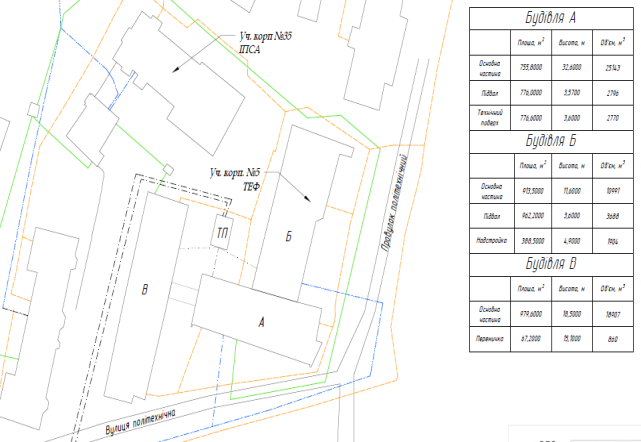 Уч. корп №35
ІПСА
Уч. корп. №5
ТЕФ
ТП
Б
В
А
Провулок політехнічний
Вулиця політехнічна
Будівля А
Площа, м² Висота, м Об'єм, м³
Основна частина 755,8000 32,6000 25143
Підвал 776,0000 3,5700 2796
Технічний поверх 776,6000 3,6000 2770
Будівля Б
Площа, м² Висота, м Об'єм, м³
Основна частина 913,5000 11,6000 10991
Підвал 962,2000 3,6000 3688
Надстройка 388,5000 4,9000 1904
Будівля В
Площа, м² Висота, м Об'єм, м³
Основна частина 979,6000 18,5000 18907
Перемичка 67,2000 15,1000 860